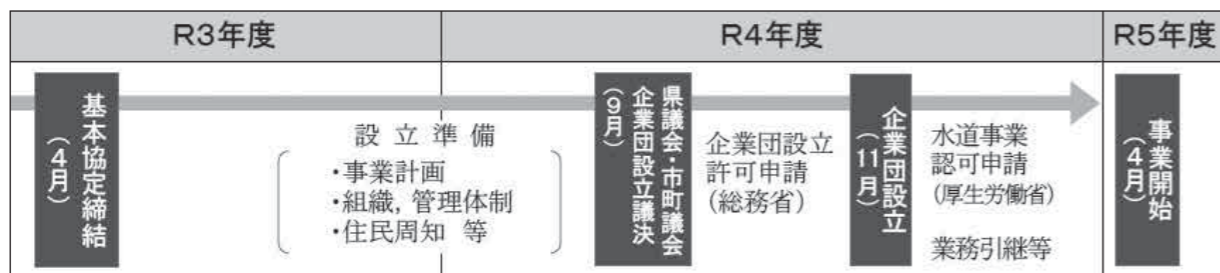 R3年度
R4年度
R5年度
基本協定締結
（4月）
設立準備
・事業計画
・組織，管理体制
・住民周知 等
県議会・市町議会
企業団設立議決
（9月）
企業団設立
許可申請
（総務省）
企業団設立
（11月）
水道事業
認可申請
（厚生労働省）
業務引継等
事業開始
（4月）